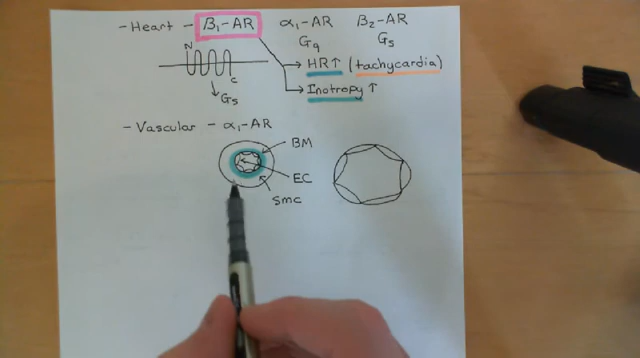 - Heart - β₁-AR α₁-AR β₂-AR
Gq Gs
N
→ HR↑ (tachycardia)
C
↓Gs
→ Inotropy ↑
- Vascular - α₁-AR
BM
EC
smc